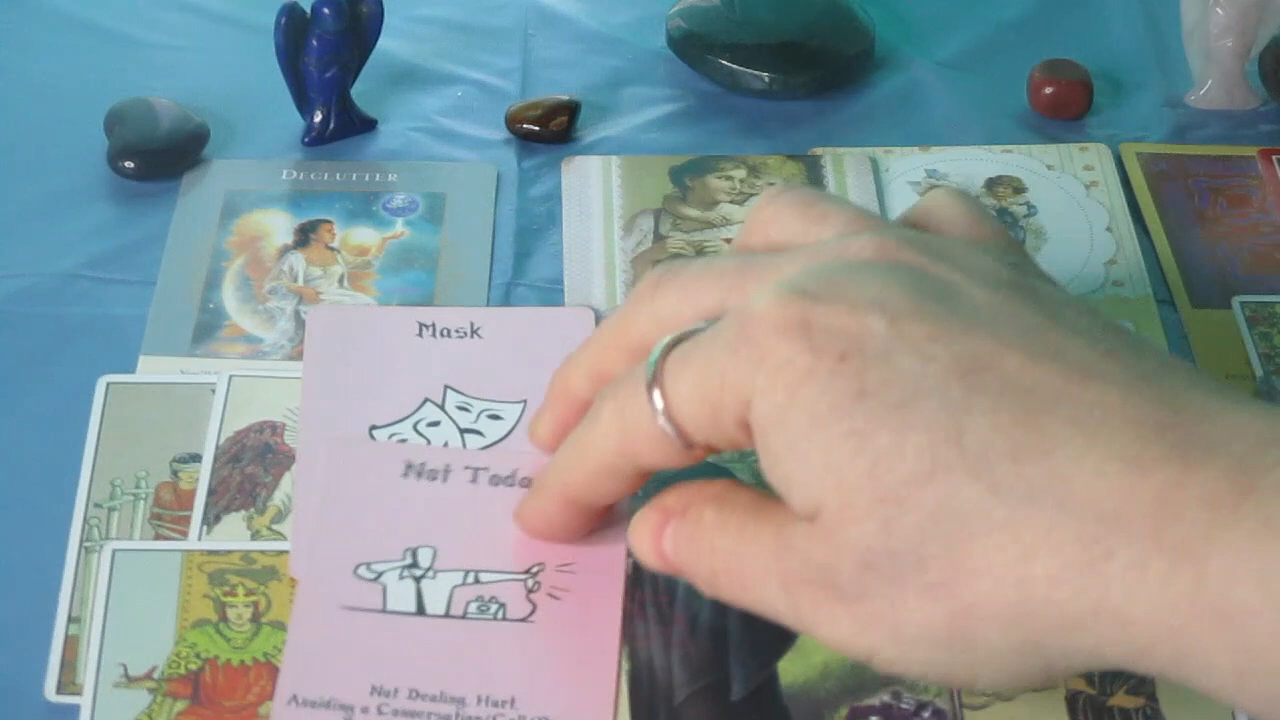 DECLUTTER
Mask
Not Toda
Not Dealing, Hurt,
Avoiding a Conversation/Call